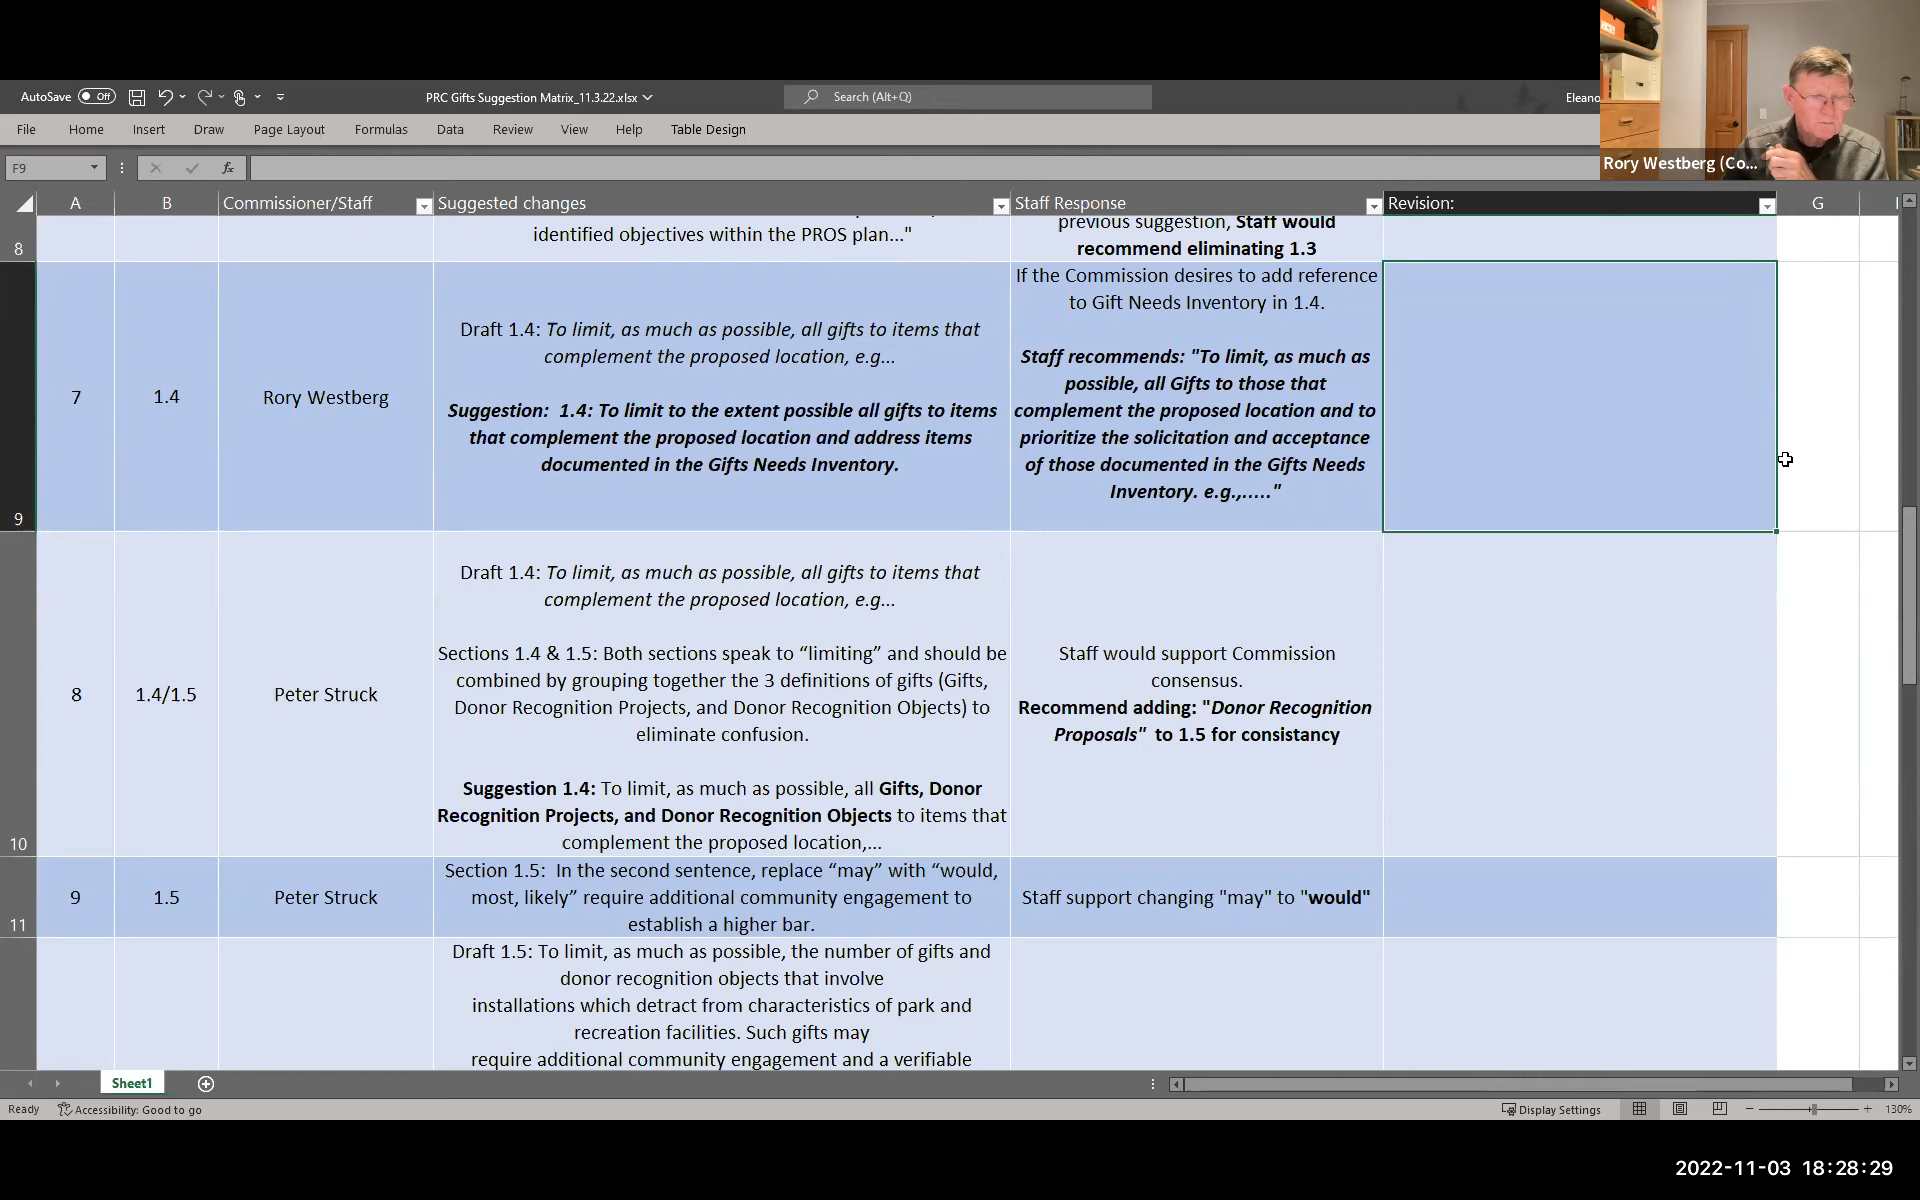 AutoSave Off
PRC Gifts Suggestion Matrix_11.3.22.xlsx
Search (Alt+Q)
Eleano
File Home Insert Draw Page Layout Formulas Data Review View Help Table Design
Rory Westberg (Co...
F9
fx
A B Commissioner/Staff Suggested changes Staff Response Revision: G
8
identified objectives within the PROS plan..."
previous suggestion, Staff would
recommend eliminating 1.3
9
7
1.4
Rory Westberg
Draft 1.4: To limit, as much as possible, all gifts to items that
complement the proposed location, e.g...
Suggestion: 1.4: To limit to the extent possible all gifts to items
that complement the proposed location and address items
documented in the Gifts Needs Inventory.
If the Commission desires to add reference
to Gift Needs Inventory in 1.4.
Staff recommends: "To limit, as much as
possible, all Gifts to those that
complement the proposed location and to
prioritize the solicitation and acceptance
of those documented in the Gifts Needs
Inventory. e.g.,....."
10
8
1.4/1.5
Peter Struck
Draft 1.4: To limit, as much as possible, all gifts to items that
complement the proposed location, e.g...
Sections 1.4 & 1.5: Both sections speak to “limiting” and should be
combined by grouping together the 3 definitions of gifts (Gifts,
Donor Recognition Projects, and Donor Recognition Objects) to
eliminate confusion.
Suggestion 1.4: To limit, as much as possible, all Gifts, Donor
Recognition Projects, and Donor Recognition Objects to items that
complement the proposed location,...
Staff would support Commission
consensus.
Recommend adding: "Donor Recognition
Proposals" to 1.5 for consistancy
11
9
1.5
Peter Struck
Section 1.5: In the second sentence, replace “may” with “would,
most, likely” require additional community engagement to
establish a higher bar.
Staff support changing "may" to "would"
Draft 1.5: To limit, as much as possible, the number of gifts and
donor recognition objects that involve
installations which detract from characteristics of park and
recreation facilities. Such gifts may
require additional community engagement and a verifiable
Sheet1
Ready
Accessibility: Good to go
Display Settings
130%
2022-11-03 18:28:29